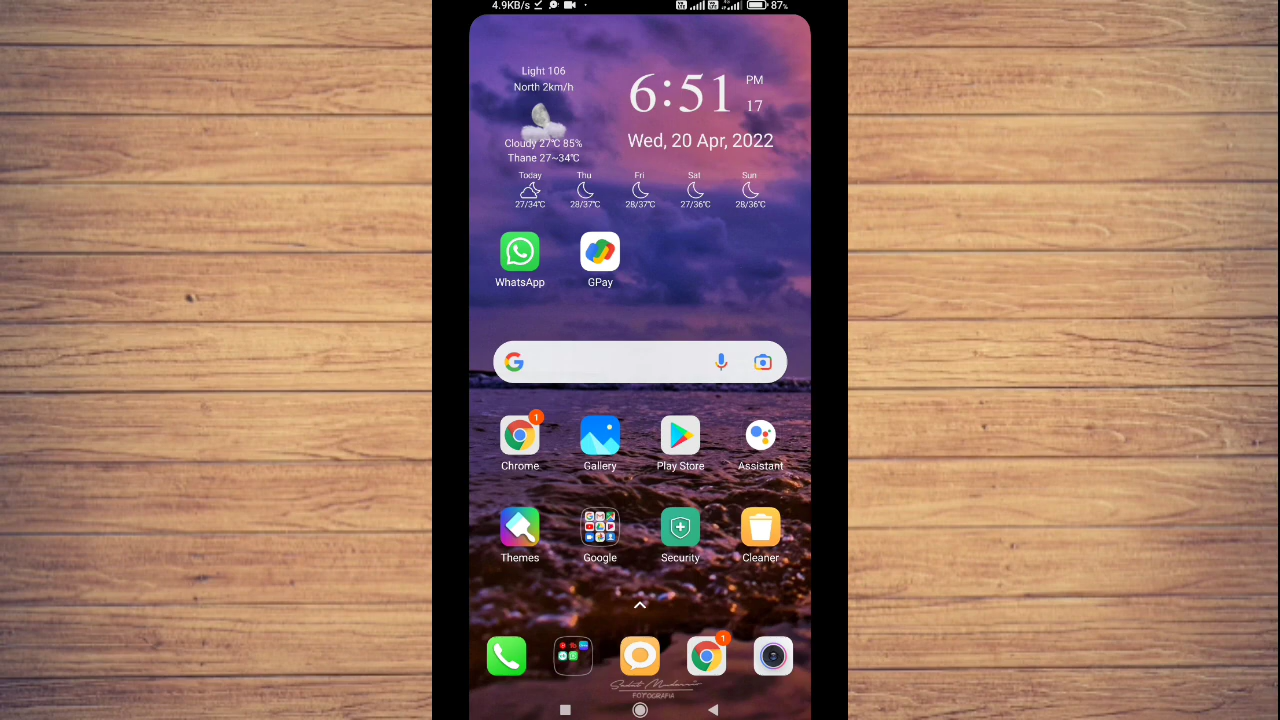 4.9KB/s 87%
Light 106
North 2km/h
6:51 PM
17
Wed, 20 Apr, 2022
Cloudy 27℃ 85%
Thane 27~34℃
Today Thu Fri Sat Sun
27/34℃ 28/37℃ 28/37℃ 27/36℃ 28/36℃
WhatsApp GPay
1
Chrome Gallery Play Store Assistant
Themes Google Security Cleaner
1
FOTOGRAFIA